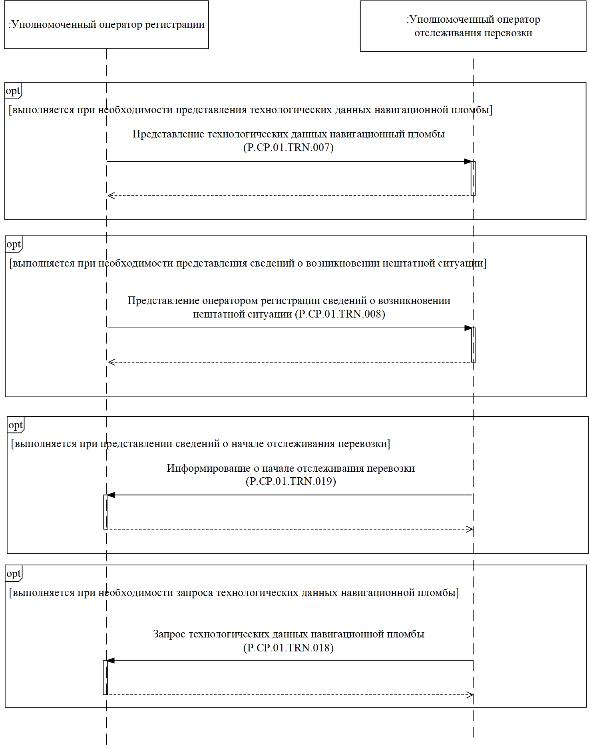 :Уполномоченный оператор регистрации
:Уполномоченный оператор
отслеживания перевозки
opt
[выполняется при необходимости представления технологических данных навигационной пломбы]
Представление технологических данных навигационный пломбы
(P.CP.01.TRN.007)
opt
[выполняется при необходимости представления сведений о возникновении нештатной ситуации]
Представление оператором регистрации сведений о возникновении
нештатной ситуации (P.CP.01.TRN.008)
opt
[выполняется при представлении сведений о начале отслеживания перевозки]
Информирование о начале отслеживания перевозки
(P.CP.01.TRN.019)
opt
[выполняется при необходимости запроса технологических данных навигационной пломбы]
Запрос технологических данных навигационной пломбы
(P.CP.01.TRN.018)